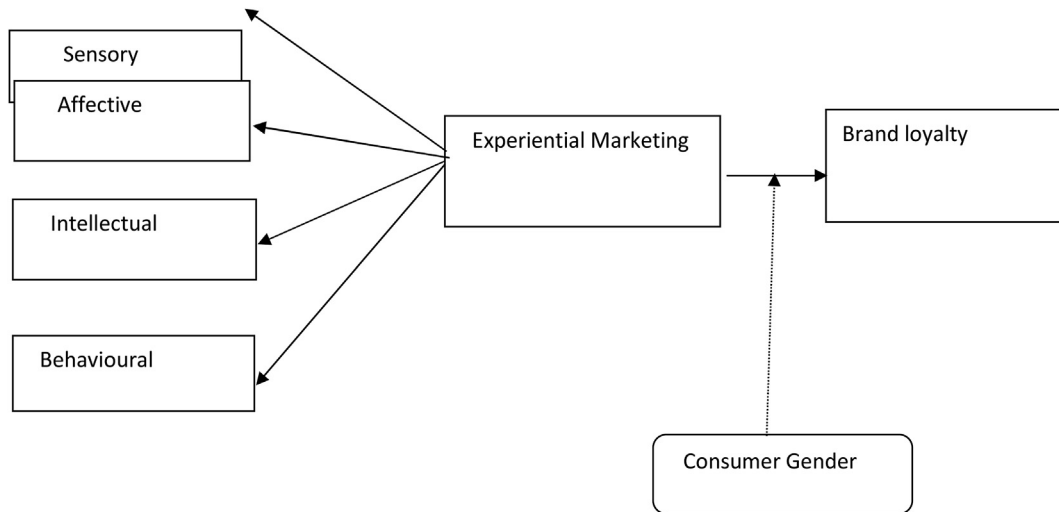 Sensory
Affective
Intellectual
Behavioural
Experiential Marketing
Brand loyalty
Consumer Gender